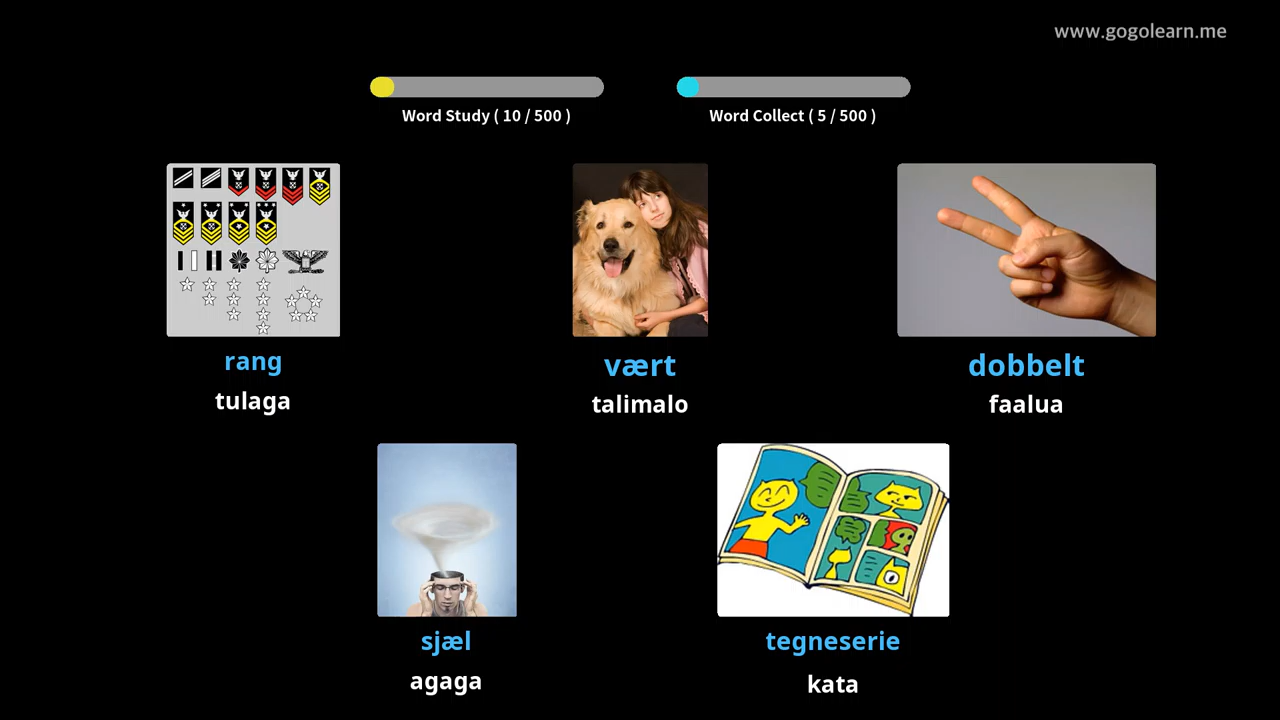 www.gogolearn.me
Word Study ( 10 / 500 )
Word Collect ( 5 / 500 )
rang
tulaga
vært
talimalo
dobbelt
faalua
sjæl
agaga
tegneserie
kata